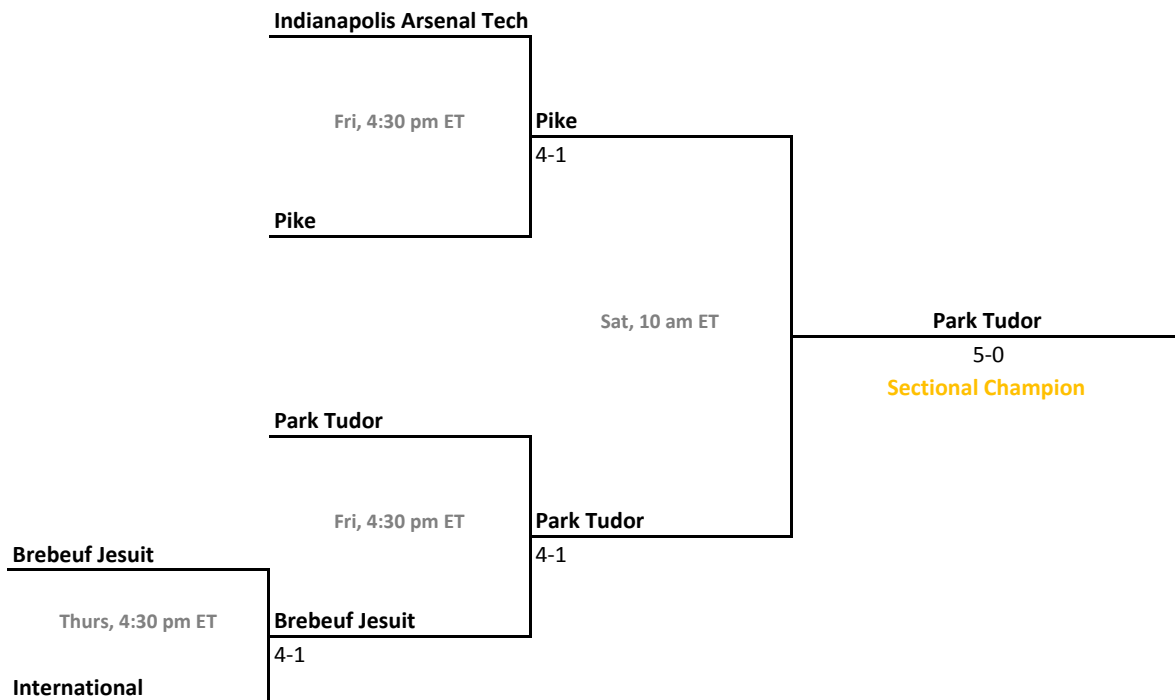 Indianapolis Arsenal Tech
Fri, 4:30 pm ET
Pike
4-1
Pike
Sat, 10 am ET
Park Tudor
5-0
Sectional Champion
Park Tudor
Fri, 4:30 pm ET
Park Tudor
4-1
Brebeuf Jesuit
Thurs, 4:30 pm ET
Brebeuf Jesuit
4-1
International